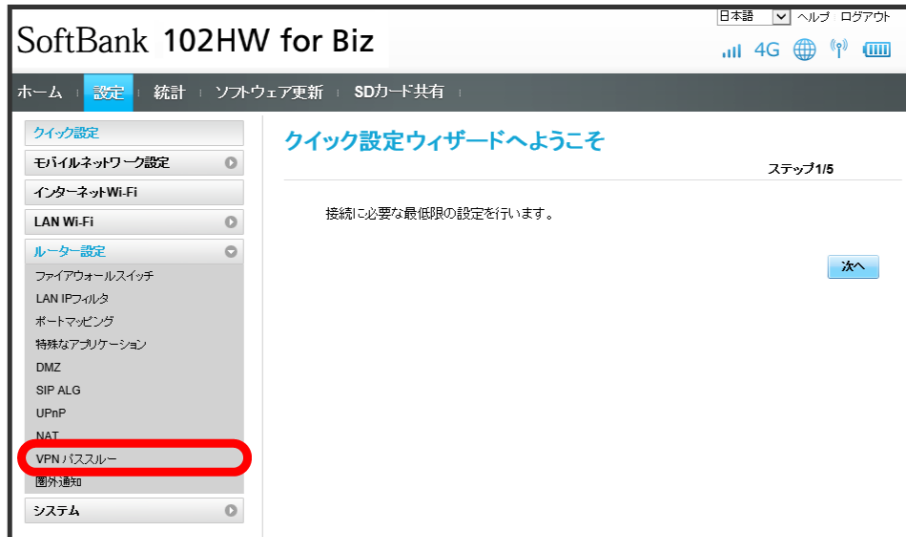 日本語 ヘルプ ログアウト
SoftBank 102HW for Biz
4G
ホーム 設定 統計 ソフトウェア更新 SDカード共有
クイック設定
モバイルネットワーク設定
インターネットWi-Fi
LAN Wi-Fi
ルーター設定
ファイアウォールスイッチ
LAN IPフィルタ
ポートマッピング
特殊なアプリケーション
DMZ
SIP ALG
UPnP
NAT
VPN パススルー
圏外通知
システム
クイック設定ウィザードへようこそ
ステップ1/5
接続に必要な最低限の設定を行います。
次へ